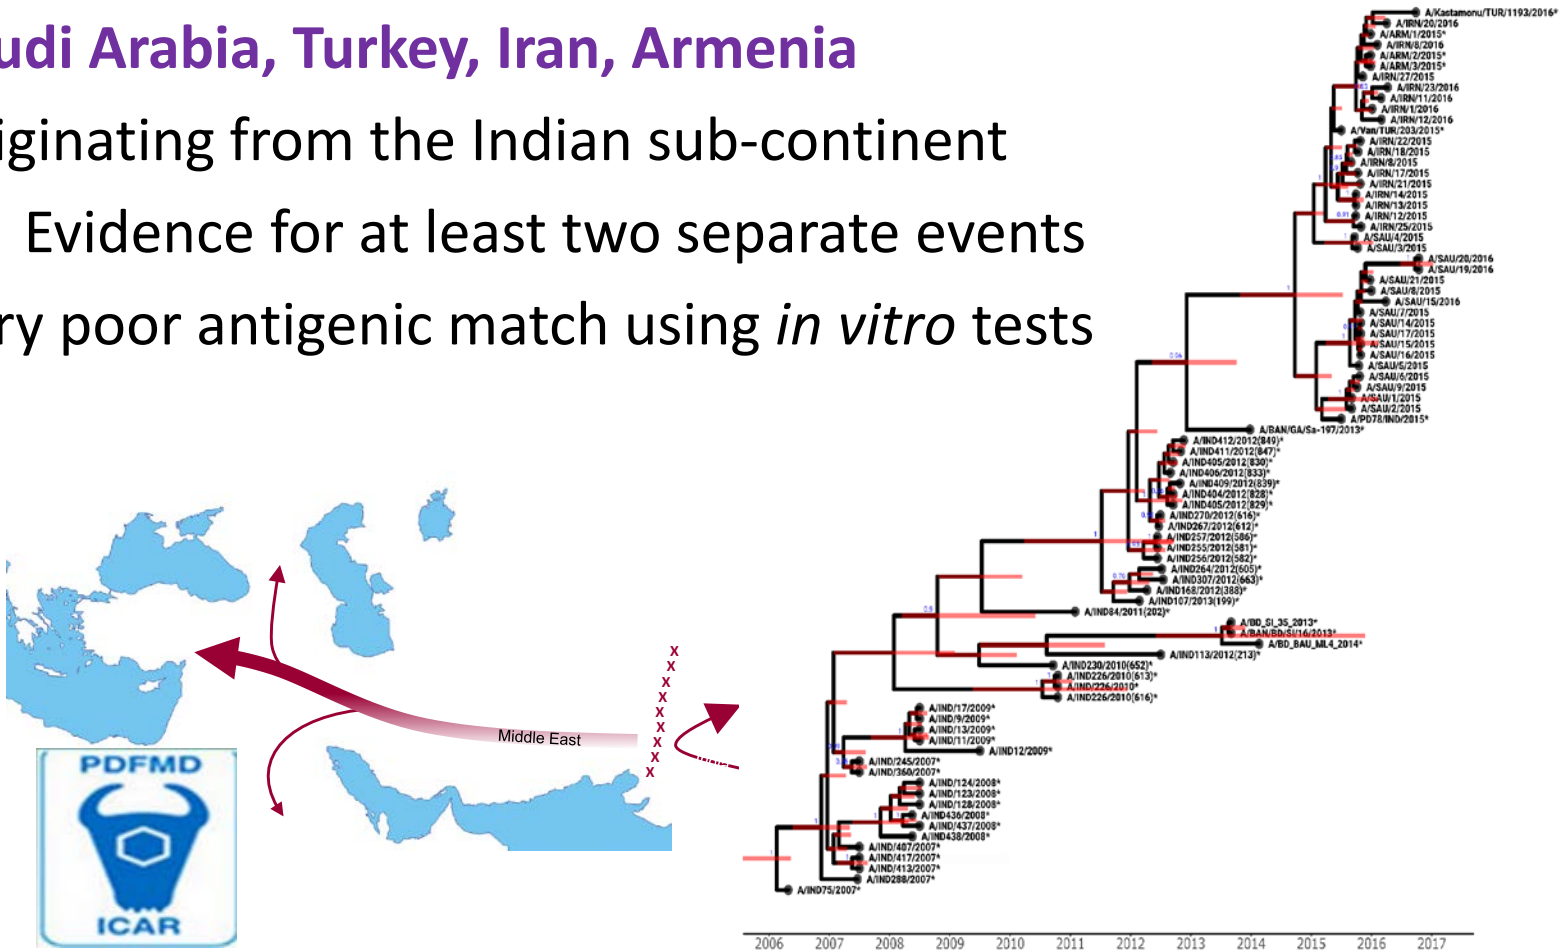 udi Arabia, Turkey, Iran, Armenia
iginating from the Indian sub-continent
Evidence for at least two separate events
ry poor antigenic match using in vitro tests
A/Kastamonu/TUR/1193/2016*
A/IRN/20/2016
A/ARM/1/2015*
A/IRN/8/2016
A/ARM/2/2015*
A/ARM/3/2015*
A/IRN/27/2015
A/IRN/23/2016
A/IRN/11/2016
A/IRN/1/2016
A/IRN/12/2016
A/Van/TUR/203/2015*
A/IRN/22/2015
A/IRN/18/2015
A/IRN/8/2015
A/IRN/17/2015
A/IRN/21/2015
A/IRN/14/2015
A/IRN/13/2015
A/IRN/12/2015
A/IRN/25/2015
A/SAU/4/2015
A/SAU/3/2015
A/SAU/20/2016
A/SAU/19/2016
A/SAU/21/2015
A/SAU/8/2015
A/SAU/15/2016
A/SAU/7/2015
A/SAU/14/2015
A/SAU/17/2015
A/SAU/15/2015
A/SAU/16/2015
A/SAU/5/2015
A/SAU/6/2015
A/SAU/9/2015
A/SAU/1/2015
A/SAU/2/2015
A/PD78/IND/2015*
A/BAN/GA/Sa-197/2013*
A/IND412/2012(849)*
A/IND411/2012(847)*
A/IND405/2012(830)*
A/IND406/2012(833)*
A/IND409/2012(839)*
A/IND404/2012(828)*
A/IND405/2012(829)*
A/IND270/2012(616)*
A/IND267/2012(612)*
A/IND257/2012(586)*
A/IND255/2012(581)*
A/IND256/2012(582)*
A/IND264/2012(605)*
A/IND307/2012(663)*
A/IND168/2012(388)*
A/IND107/2013(199)*
A/IND84/2011(202)*
A/BD_SI_35_2013*
A/BAN/BD/SI/16/2013*
A/BD_BAU_ML4_2014*
A/IND113/2012(213)*
A/IND230/2010(652)*
A/IND226/2010(613)*
A/IND/226/2010*
A/IND226/2010(616)*
A/IND/17/2009*
A/IND/9/2009*
A/IND/13/2009*
A/IND/11/2009*
A/IND12/2009*
A/IND/245/2007*
A/IND/360/2007*
A/IND/124/2008*
A/IND/123/2008*
A/IND/128/2008*
A/IND436/2008*
A/IND/437/2008*
A/IND438/2008*
A/IND/407/2007*
A/IND/417/2007*
A/IND/413/2007*
A/IND288/2007*
A/IND75/2007*
2006 2007 2008 2009 2010 2011 2012 2013 2014 2015 2016 2017
Middle East
x
x
x
x
x
x
x
x
x
PDFMD
ICAR